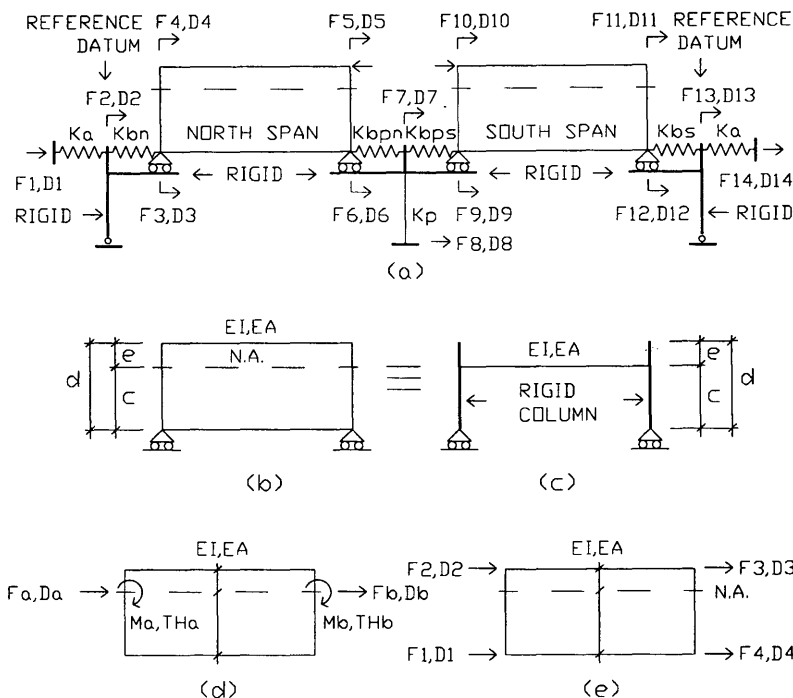 REFERENCE F4,D4 F5,D5 F10,D10 F11,D11 REFERENCE
DATUM DATUM
F2,D2 F7,D7 F13,D13
Ka Kbn NORTH SPAN Kbpn Kbps SOUTH SPAN Kbs Ka
F1,D1 RIGID RIGID F14,D14
RIGID F3,D3 F6,D6 Kp F9,D9 F12,D12 RIGID
F8,D8
(a)
EI,EA
N.A.
d e c
(b)
EI,EA
RIGID
COLUMN
e c d
(c)
EI,EA
Fa,Da Fb,Db
Ma,THa Mb,THb
(d)
EI,EA
F2,D2 F3,D3
N.A.
F1,D1 F4,D4
(e)